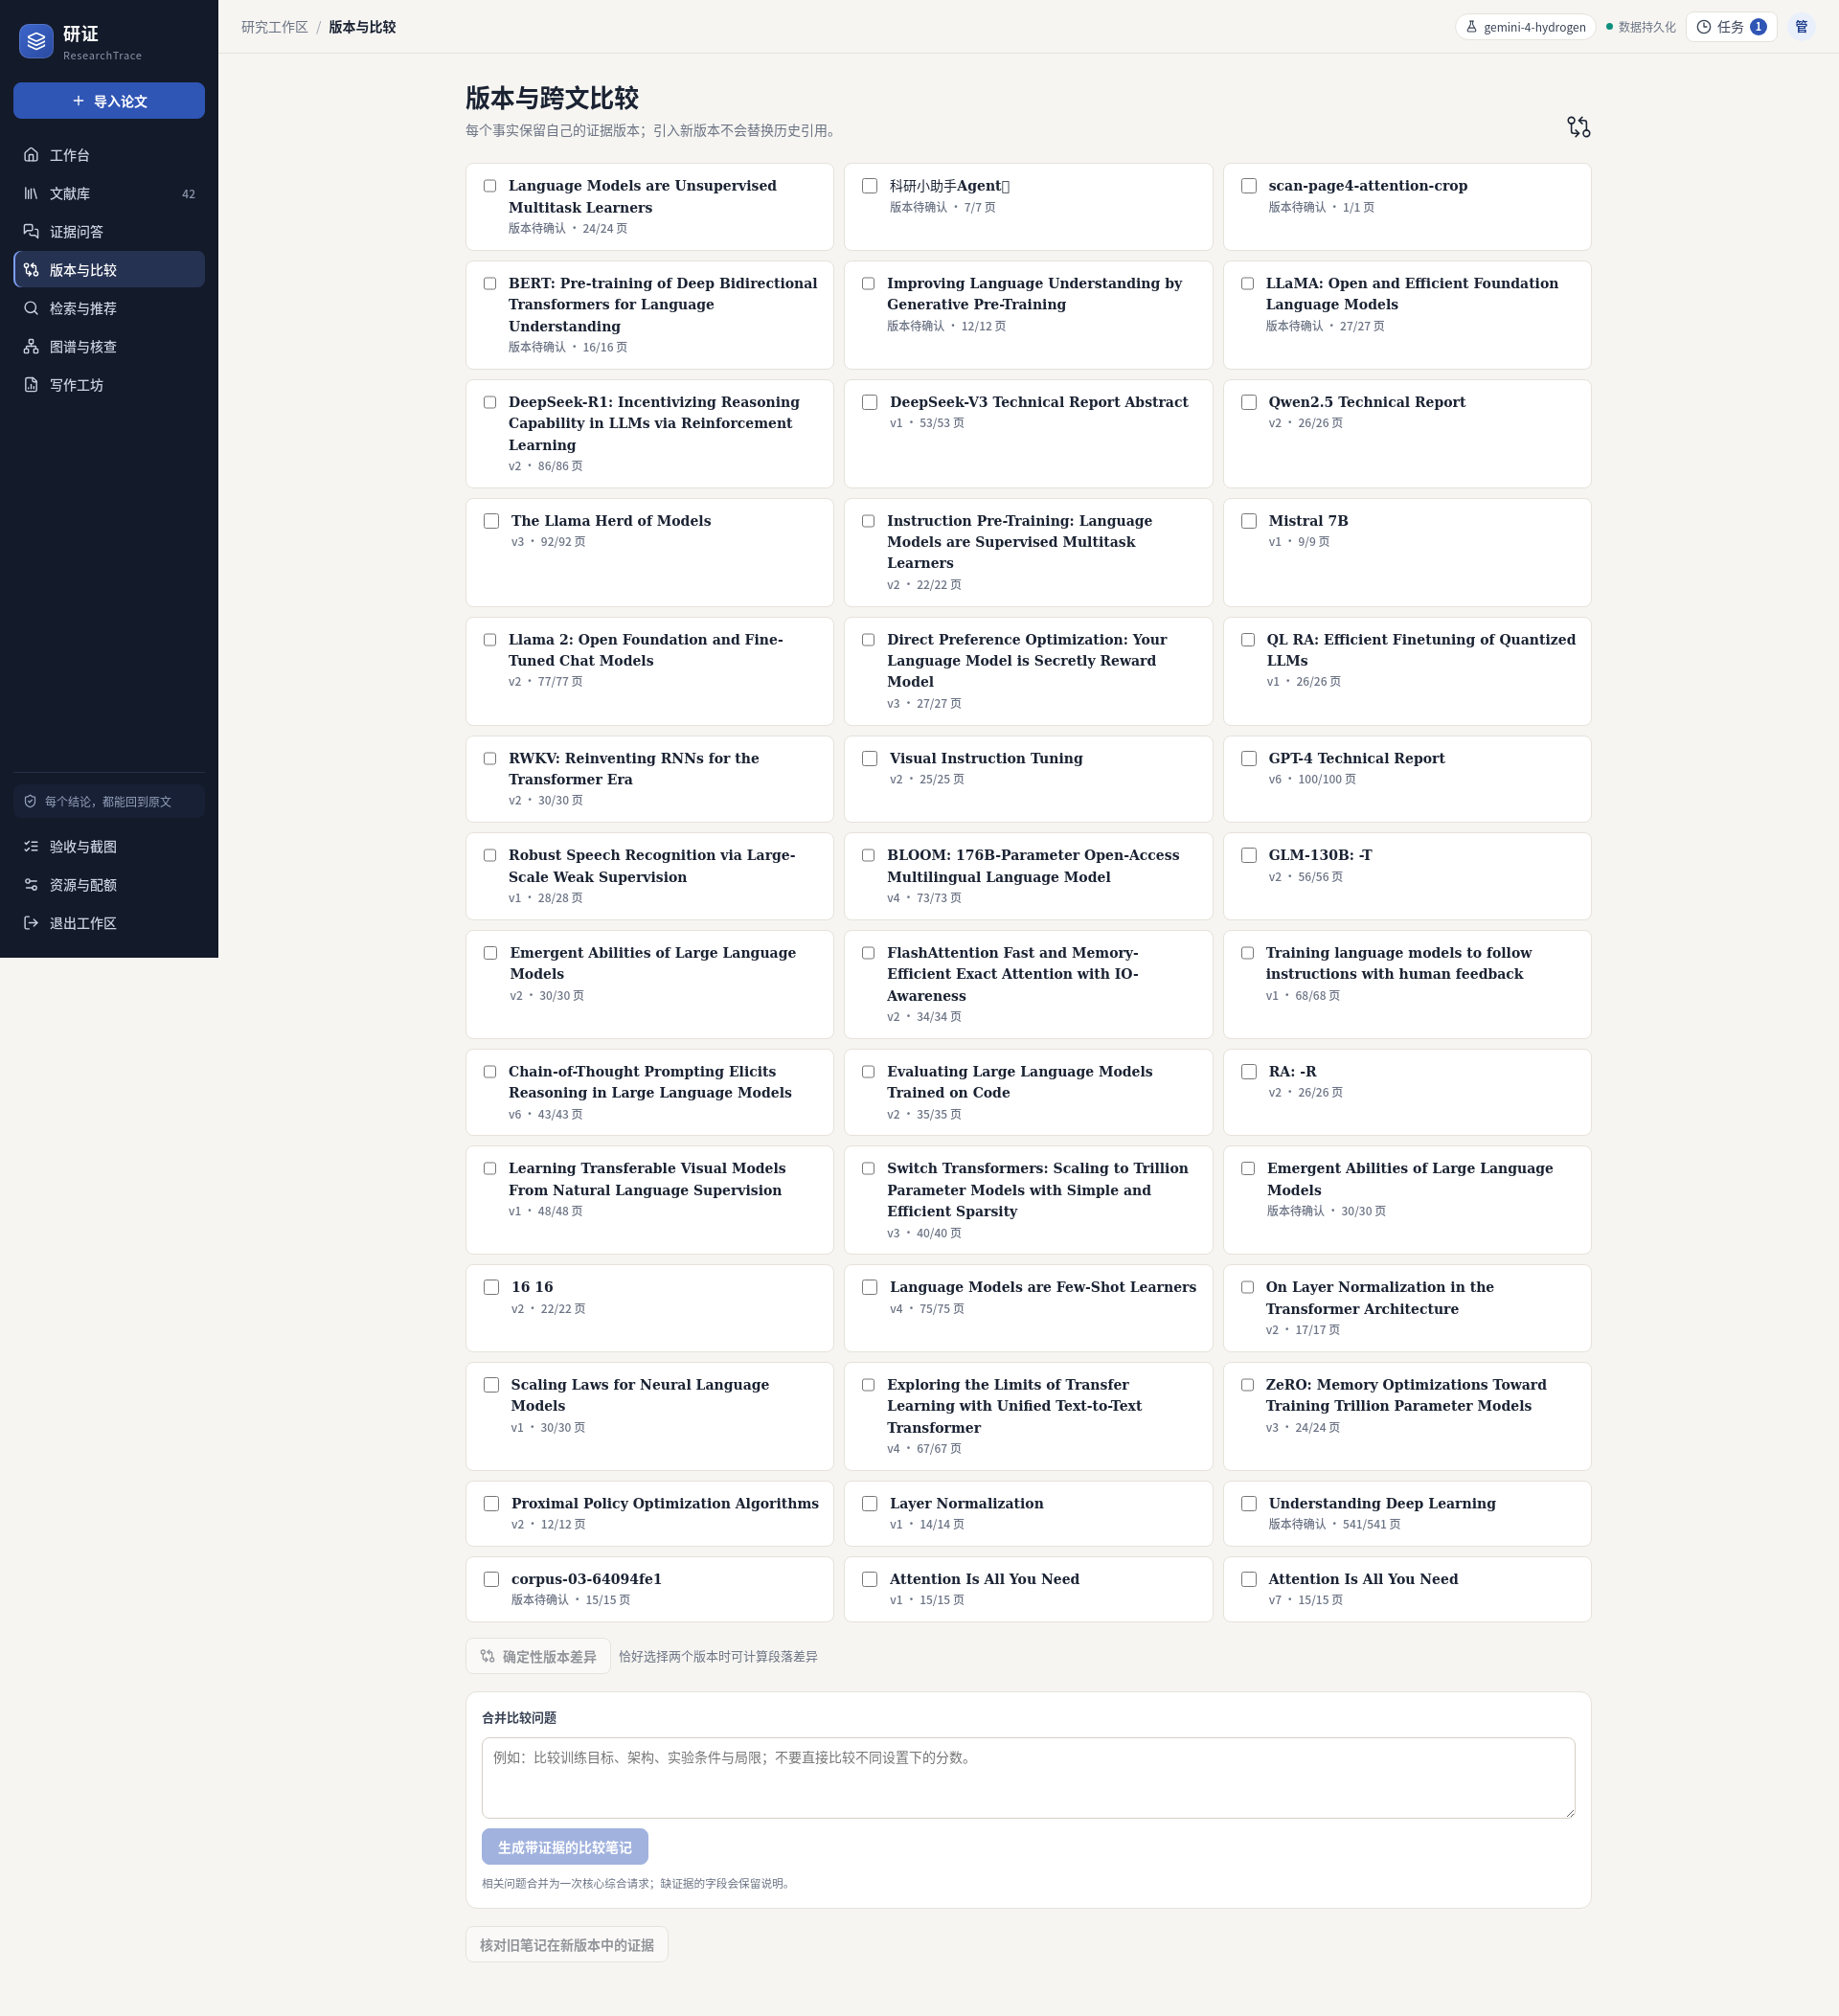 研证
ResearchTrace
导入论文
工作台
文献库 42
证据问答
版本与比较
检索与推荐
图谱与核查
写作工坊
每个结论，都能回到原文
验收与截图
资源与配额
退出工作区
研究工作区 / 版本与比较
gemini-4-hydrogen
数据持久化
任务 1
管
版本与跨文比较
每个事实保留自己的证据版本；引入新版本不会替换历史引用。
Language Models are Unsupervised
Multitask Learners
版本待确认 · 24/24 页
科研小助手Agent
版本待确认 · 7/7 页
scan-page4-attention-crop
版本待确认 · 1/1 页
BERT: Pre-training of Deep Bidirectional
Transformers for Language
Understanding
版本待确认 · 16/16 页
Improving Language Understanding by
Generative Pre-Training
版本待确认 · 12/12 页
LLaMA: Open and Efficient Foundation
Language Models
版本待确认 · 27/27 页
DeepSeek-R1: Incentivizing Reasoning
Capability in LLMs via Reinforcement
Learning
v2 · 86/86 页
DeepSeek-V3 Technical Report Abstract
v1 · 53/53 页
Qwen2.5 Technical Report
v2 · 26/26 页
The Llama Herd of Models
v3 · 92/92 页
Instruction Pre-Training: Language
Models are Supervised Multitask
Learners
v2 · 22/22 页
Mistral 7B
v1 · 9/9 页
Llama 2: Open Foundation and Fine-
Tuned Chat Models
v2 · 77/77 页
Direct Preference Optimization: Your
Language Model is Secretly Reward
Model
v3 · 27/27 页
QL RA: Efficient Finetuning of Quantized
LLMs
v1 · 26/26 页
RWKV: Reinventing RNNs for the
Transformer Era
v2 · 30/30 页
Visual Instruction Tuning
v2 · 25/25 页
GPT-4 Technical Report
v6 · 100/100 页
Robust Speech Recognition via Large-
Scale Weak Supervision
v1 · 28/28 页
BLOOM: 176B-Parameter Open-Access
Multilingual Language Model
v4 · 73/73 页
GLM-130B: -T
v2 · 56/56 页
Emergent Abilities of Large Language
Models
v2 · 30/30 页
FlashAttention Fast and Memory-
Efficient Exact Attention with IO-
Awareness
v2 · 34/34 页
Training language models to follow
instructions with human feedback
v1 · 68/68 页
Chain-of-Thought Prompting Elicits
Reasoning in Large Language Models
v6 · 43/43 页
Evaluating Large Language Models
Trained on Code
v2 · 35/35 页
RA: -R
v2 · 26/26 页
Learning Transferable Visual Models
From Natural Language Supervision
v1 · 48/48 页
Switch Transformers: Scaling to Trillion
Parameter Models with Simple and
Efficient Sparsity
v3 · 40/40 页
Emergent Abilities of Large Language
Models
版本待确认 · 30/30 页
16 16
v2 · 22/22 页
Language Models are Few-Shot Learners
v4 · 75/75 页
On Layer Normalization in the
Transformer Architecture
v2 · 17/17 页
Scaling Laws for Neural Language
Models
v1 · 30/30 页
Exploring the Limits of Transfer
Learning with Unified Text-to-Text
Transformer
v4 · 67/67 页
ZeRO: Memory Optimizations Toward
Training Trillion Parameter Models
v3 · 24/24 页
Proximal Policy Optimization Algorithms
v2 · 12/12 页
Layer Normalization
v1 · 14/14 页
Understanding Deep Learning
版本待确认 · 541/541 页
corpus-03-64094fe1
版本待确认 · 15/15 页
Attention Is All You Need
v1 · 15/15 页
Attention Is All You Need
v7 · 15/15 页
确定性版本差异
恰好选择两个版本时可计算段落差异
合并比较问题
例如：比较训练目标、架构、实验条件与局限；不要直接比较不同设置下的分数。
生成带证据的比较笔记
相关问题合并为一次核心综合请求；缺证据的字段会保留说明。
核对旧笔记在新版本中的证据